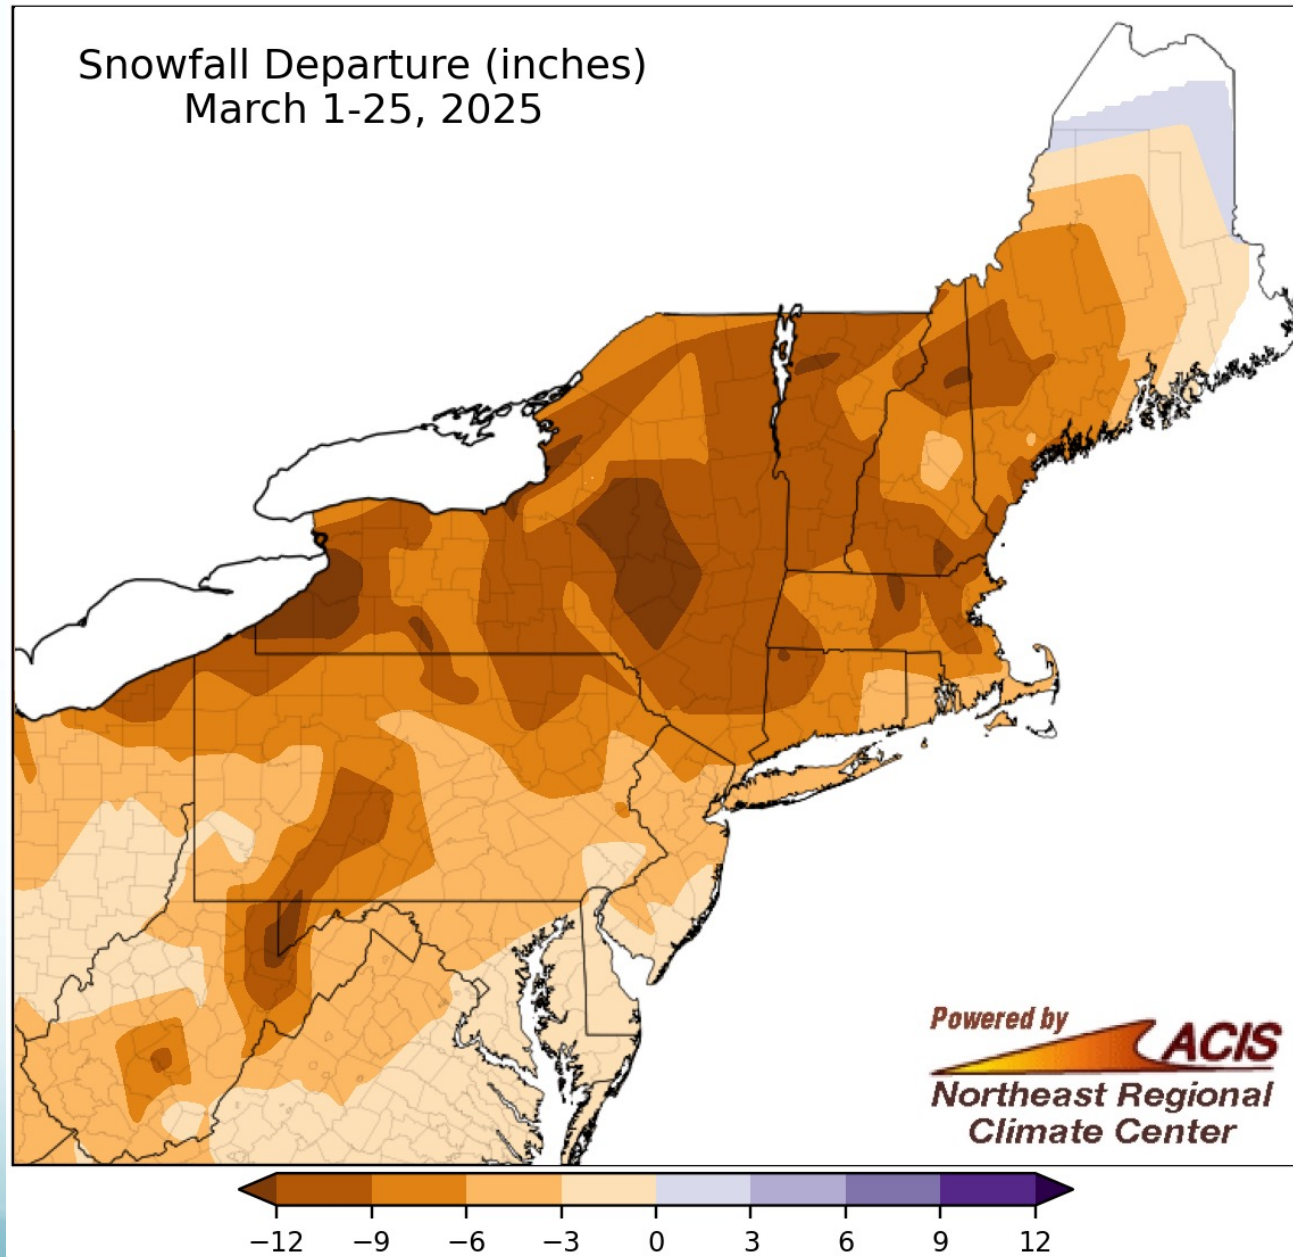 Snowfall Departure (inches)
March 1-25, 2025
Powered by
ACIS
Northeast Regional
Climate Center
−12 −9 −6 −3 0 3 6 9 12